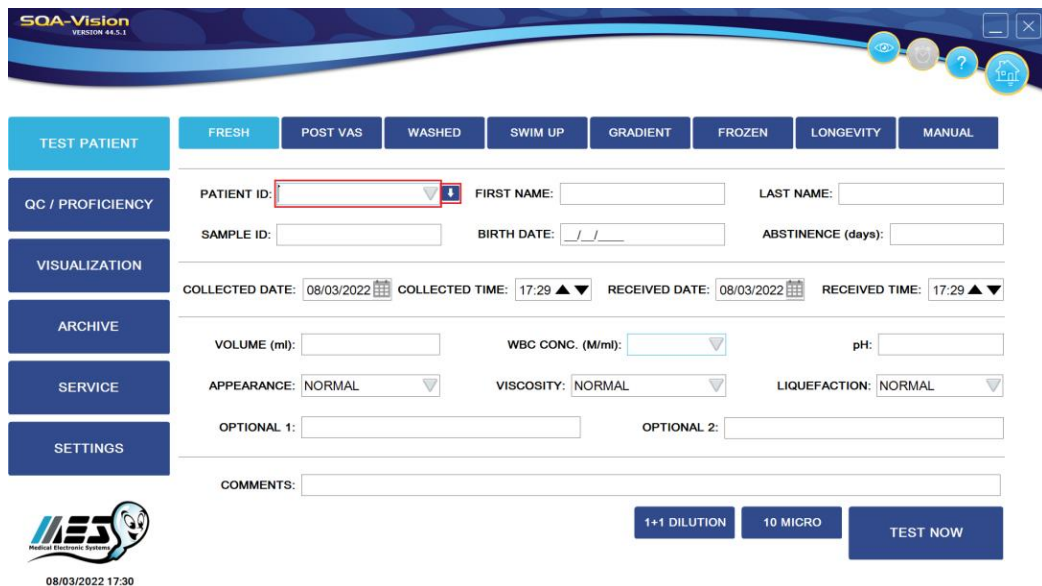 SQA-Vision
VERSION 44.5.1
?
TEST PATIENT
QC / PROFICIENCY
VISUALIZATION
ARCHIVE
SERVICE
SETTINGS
FRESH POST VAS WASHED SWIM UP GRADIENT FROZEN LONGEVITY MANUAL
PATIENT ID: FIRST NAME: LAST NAME:
SAMPLE ID: BIRTH DATE: __/__/____ ABSTINENCE (days):
COLLECTED DATE: 08/03/2022 COLLECTED TIME: 17:29 RECEIVED DATE: 08/03/2022 RECEIVED TIME: 17:29
VOLUME (ml): WBC CONC. (M/ml): pH:
APPEARANCE: NORMAL VISCOSITY: NORMAL LIQUEFACTION: NORMAL
OPTIONAL 1: OPTIONAL 2:
COMMENTS:
1+1 DILUTION 10 MICRO TEST NOW
MES
Medical Electronic Systems
08/03/2022 17:30